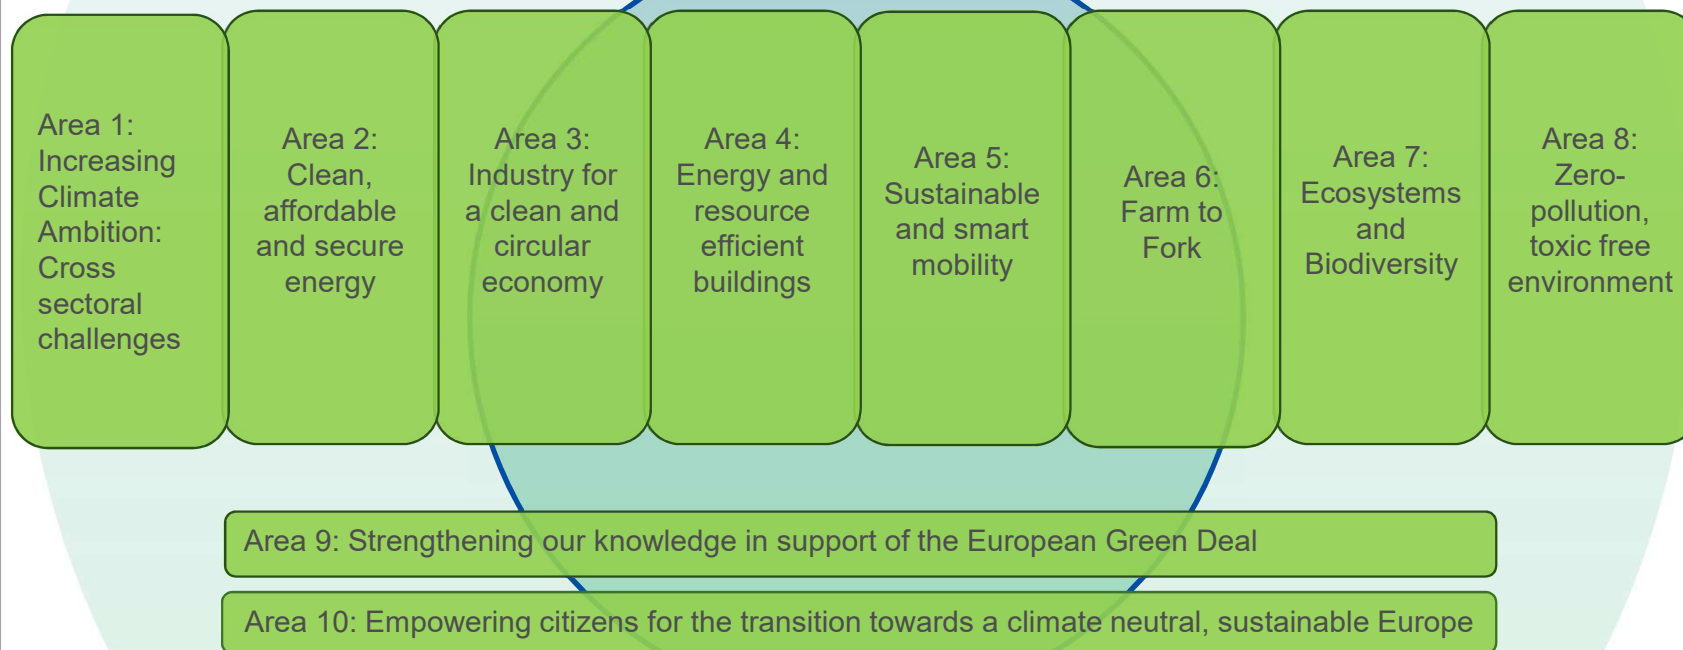 Area 1:
Increasing
Climate
Ambition:
Cross
sectoral
challenges
Area 2:
Clean,
affordable
and secure
energy
Area 3:
Industry for
a clean and
circular
economy
Area 4:
Energy and
resource
efficient
buildings
Area 5:
Sustainable
and smart
mobility
Area 6:
Farm to
Fork
Area 7:
Ecosystems
and
Biodiversity
Area 8:
Zero-
pollution,
toxic free
environment
Area 9: Strengthening our knowledge in support of the European Green Deal
Area 10: Empowering citizens for the transition towards a climate neutral, sustainable Europe